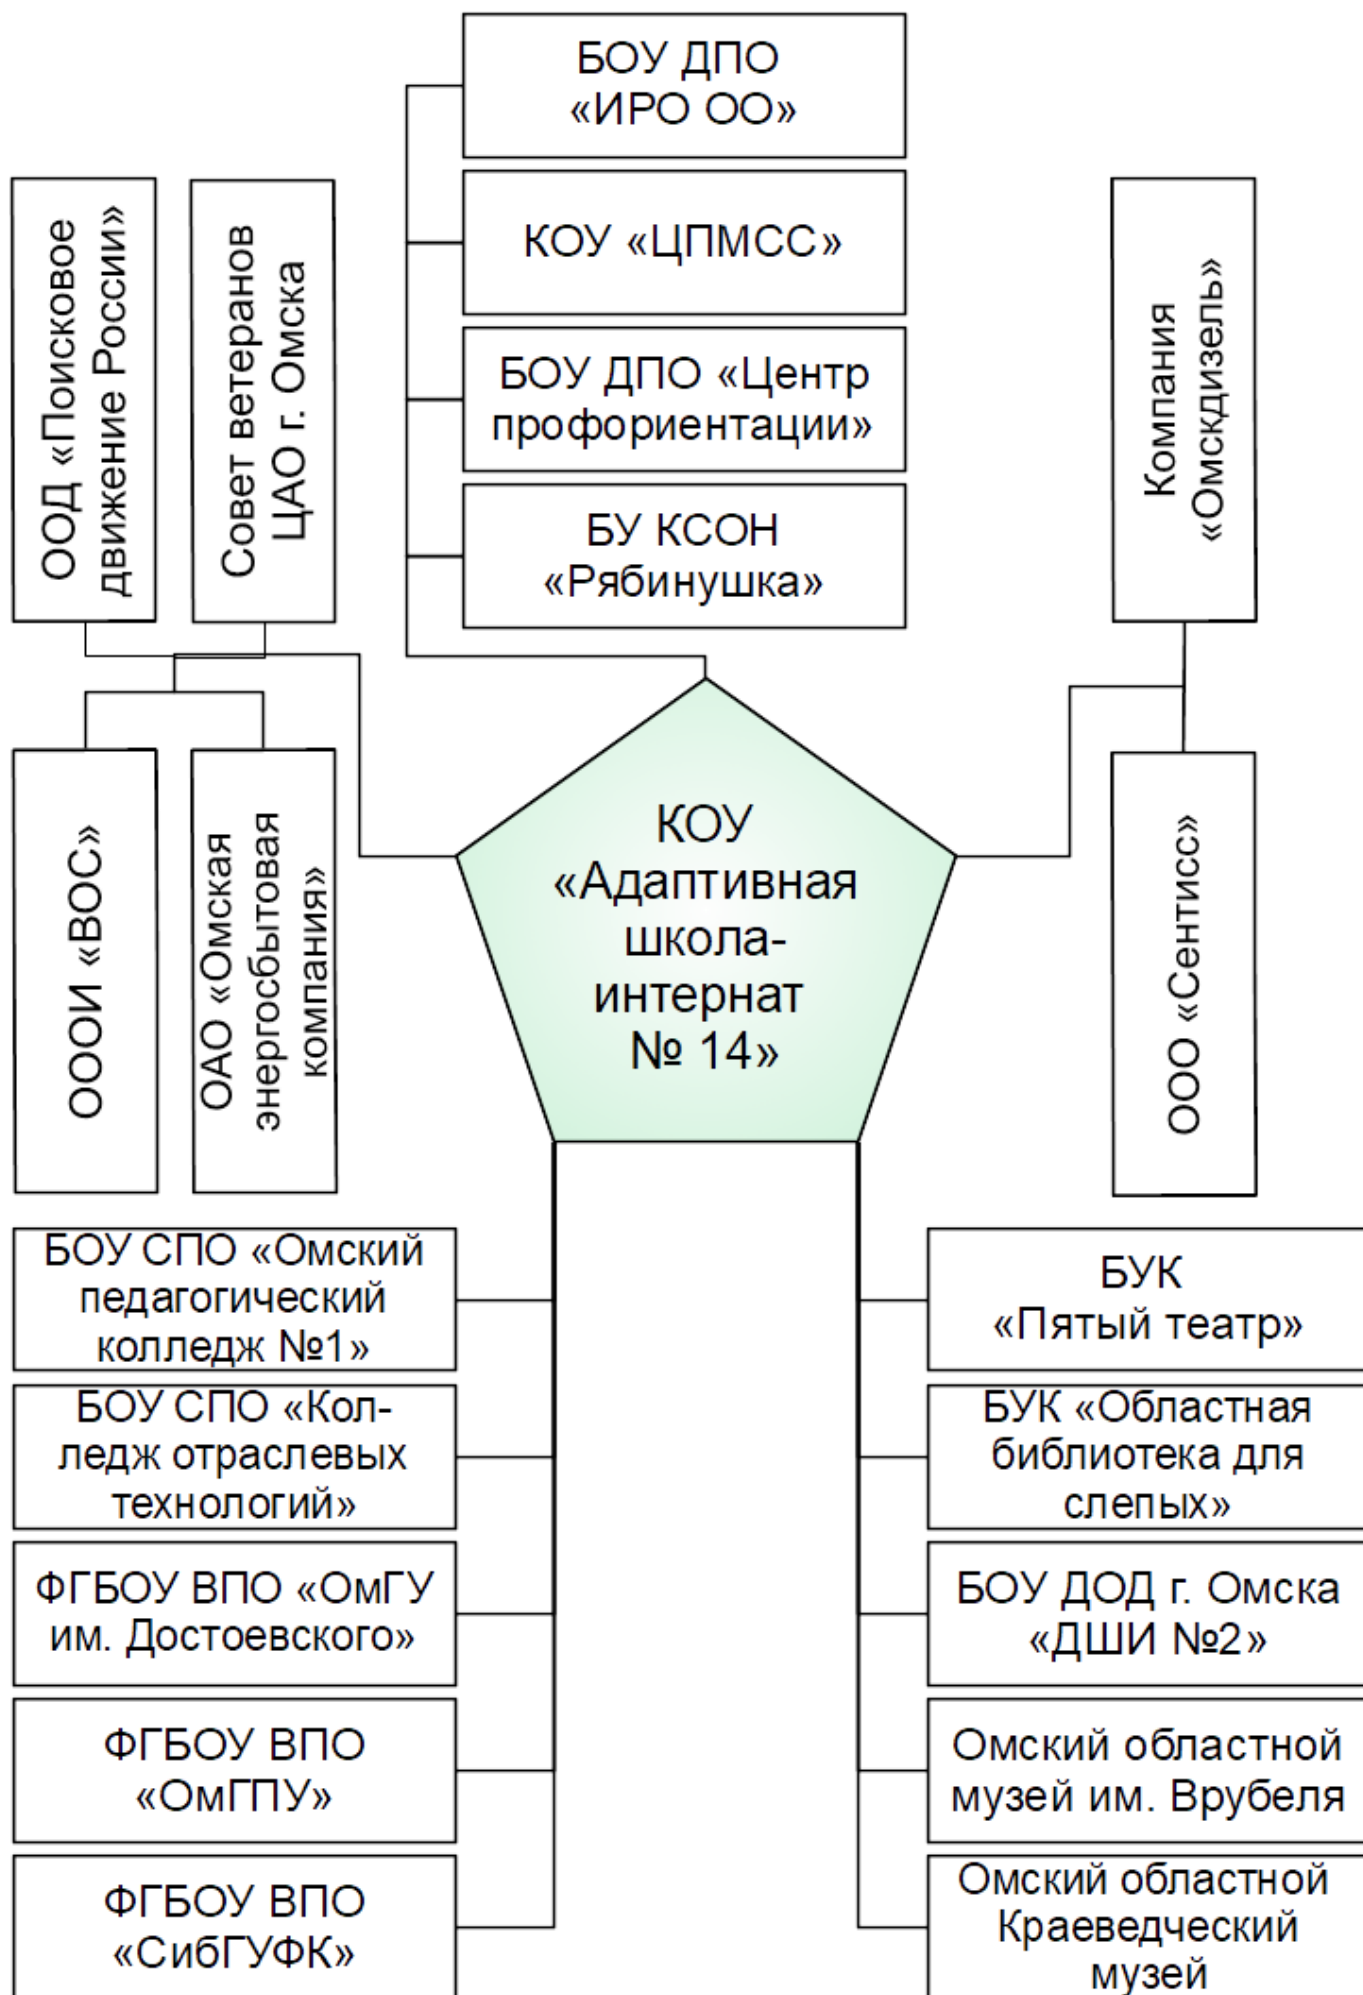 БОУ ДПО
«ИРО ОО»
КОУ «ЦПМСС»
БОУ ДПО «Центр
профориентации»
БУ КСОН
«Рябинушка»
ООД «Поисковое
движение России»
Совет ветеранов
ЦАО г. Омска
Компания
«Омскдизель»
ОООИ «ВОС»
ОАО «Омская
энергосбытовая
компания»
КОУ
«Адаптивная
школа-
интернат
№ 14»
ООО «Сентисс»
БОУ СПО «Омский
педагогический
колледж №1»
БОУ СПО «Кол-
ледж отраслевых
технологий»
ФГБОУ ВПО «ОмГУ
им. Достоевского»
ФГБОУ ВПО
«ОмГПУ»
ФГБОУ ВПО
«СибГУФК»
БУК
«Пятый театр»
БУК «Областная
библиотека для
слепых»
БОУ ДОД г. Омска
«ДШИ №2»
Омский областной
музей им. Врубеля
Омский областной
Краеведческий
музей